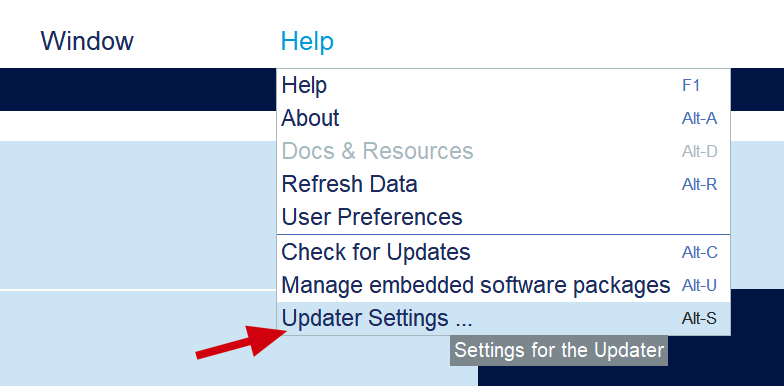 Window Help
Help F1
About Alt-A
Docs & Resources Alt-D
Refresh Data Alt-R
User Preferences
Check for Updates Alt-C
Manage embedded software packages Alt-U
Updater Settings ... Alt-S
Settings for the Updater